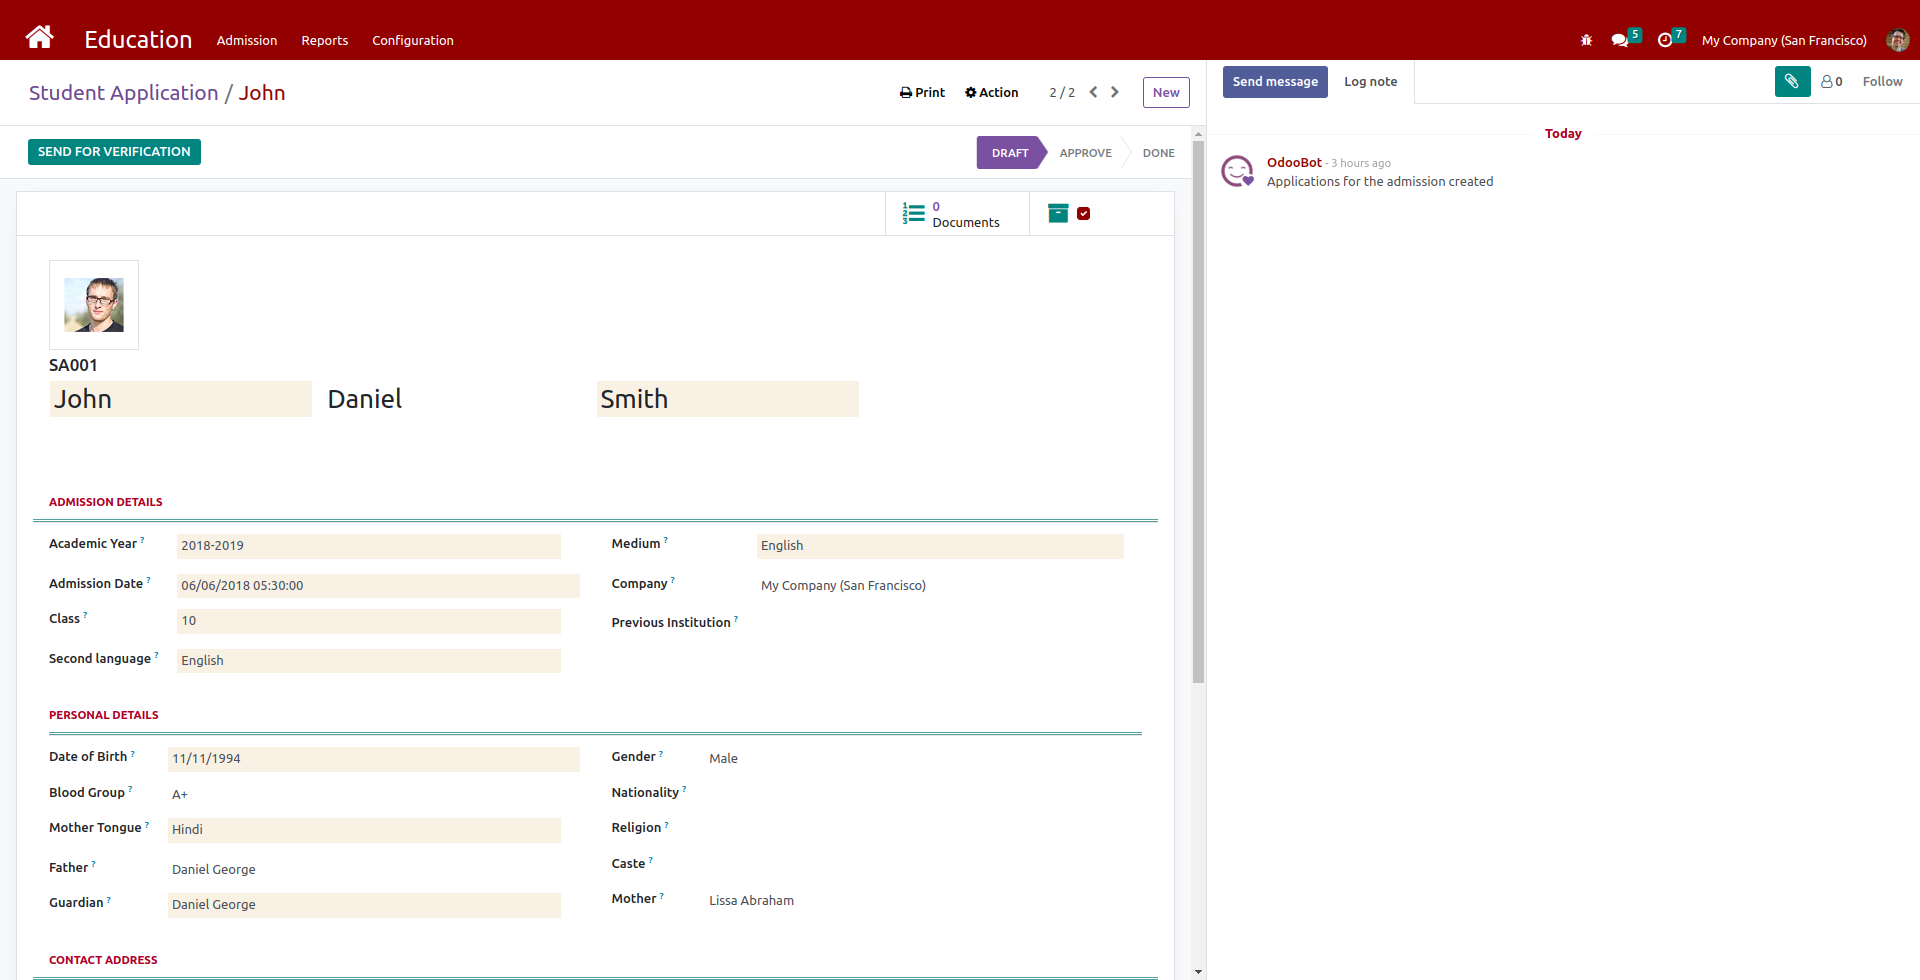 Education Admission Reports Configuration 5 7 My Company (San Francisco)
Student Application / John Print Action 2 / 2 New
Send message Log note 0 Follow
SEND FOR VERIFICATION DRAFT APPROVE DONE
Today
OdooBot - 3 hours ago
Applications for the admission created
0
Documents
SA001
John Daniel Smith
ADMISSION DETAILS
Academic Year ? 2018-2019 Medium ? English
Admission Date ? 06/06/2018 05:30:00 Company ? My Company (San Francisco)
Class ? 10 Previous Institution ?
Second language ? English
PERSONAL DETAILS
Date of Birth ? 11/11/1994 Gender ? Male
Blood Group ? A+ Nationality ?
Mother Tongue ? Hindi Religion ?
Father ? Daniel George Caste ?
Guardian ? Daniel George Mother ? Lissa Abraham
CONTACT ADDRESS